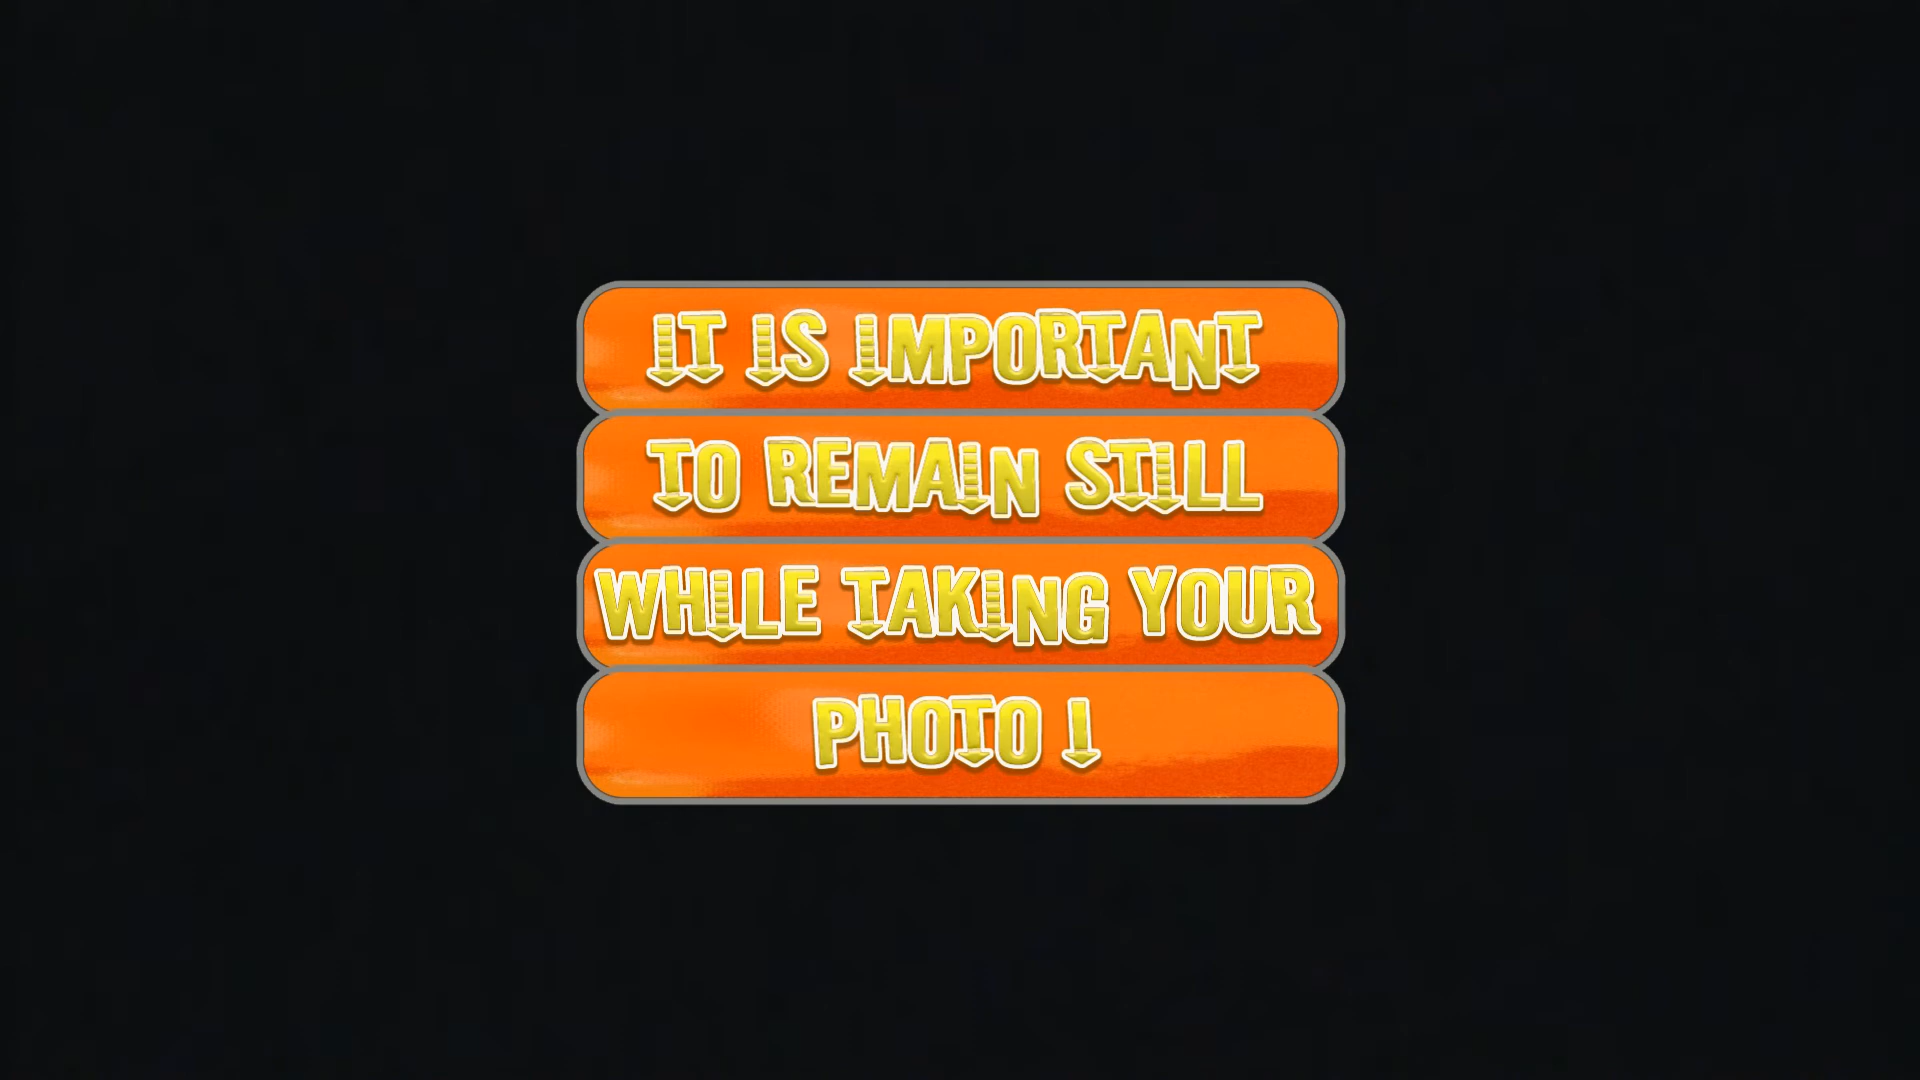 IT IS IMPORTANT
TO REMAIN STILL
WHILE TAKING YOUR
PHOTO